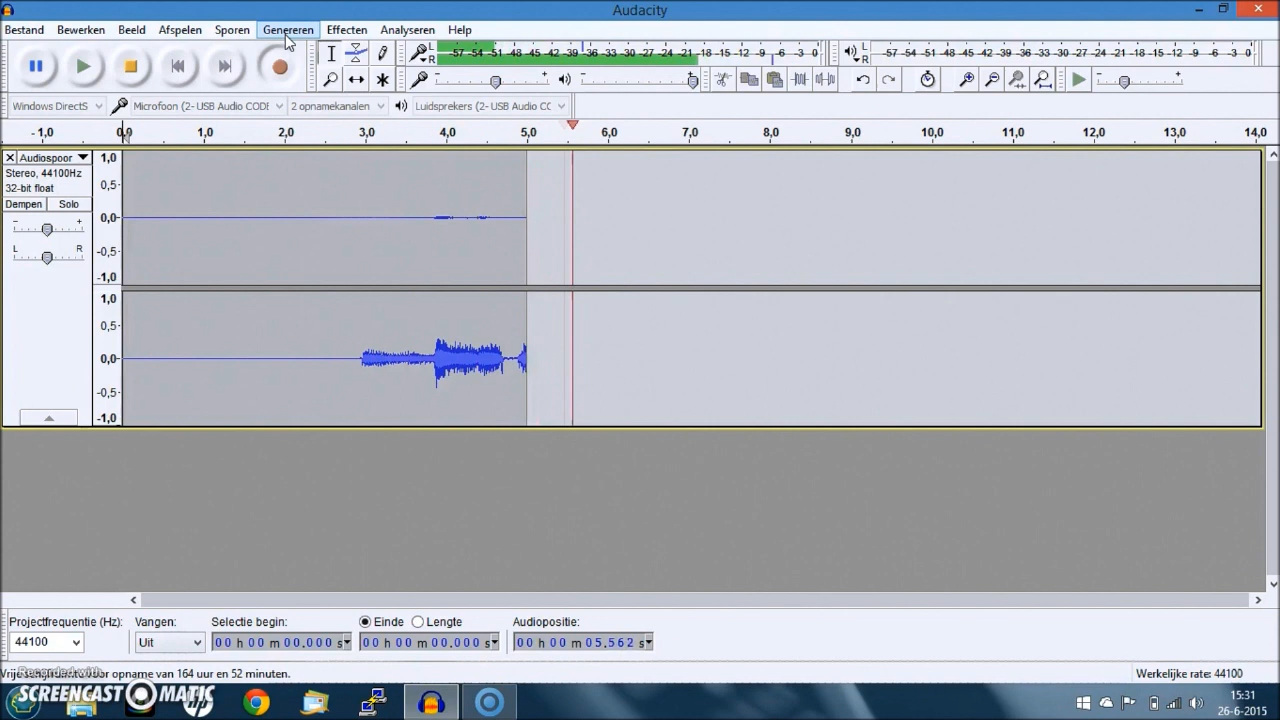 Audacity
Bestand Bewerken Beeld Afspelen Sporen Genereren Effecten Analyseren Help
L R -57 -54 -51 -48 -45 -42 -39 -36 -33 -30 -27 -24 -21 -18 -15 -12 -9 -6 -3 0 L R -57 -54 -51 -48 -45 -42 -39 -36 -33 -30 -27 -24 -21 -18 -15 -12 -9 -6 -3 0
Windows DirectS Microfoon (2- USB Audio CODI 2 opnamekanalen Luidsprekers (2- USB Audio CC
- 1,0 0,0 1,0 2,0 3,0 4,0 5,0 6,0 7,0 8,0 9,0 10,0 11,0 12,0 13,0 14,0
Audiospoor 1,0
Stereo, 44100Hz
32-bit float 0,5
Dempen Solo
- + 0,0
L R -0,5
-1,0
1,0
0,5
0,0
-0,5
-1,0
Projectfrequentie (Hz): Vangen: Selectie begin: Einde Lengte Audiopositie:
44100 Uit 00 h 00 m 00.000 s 00 h 00 m 00.000 s 00 h 00 m 05.562 s
Recorded with
opname van 164 uur en 52 minuten. Werkelijke rate: 44100
SCREENCAST MATIC
hp
15:31
26-6-2015